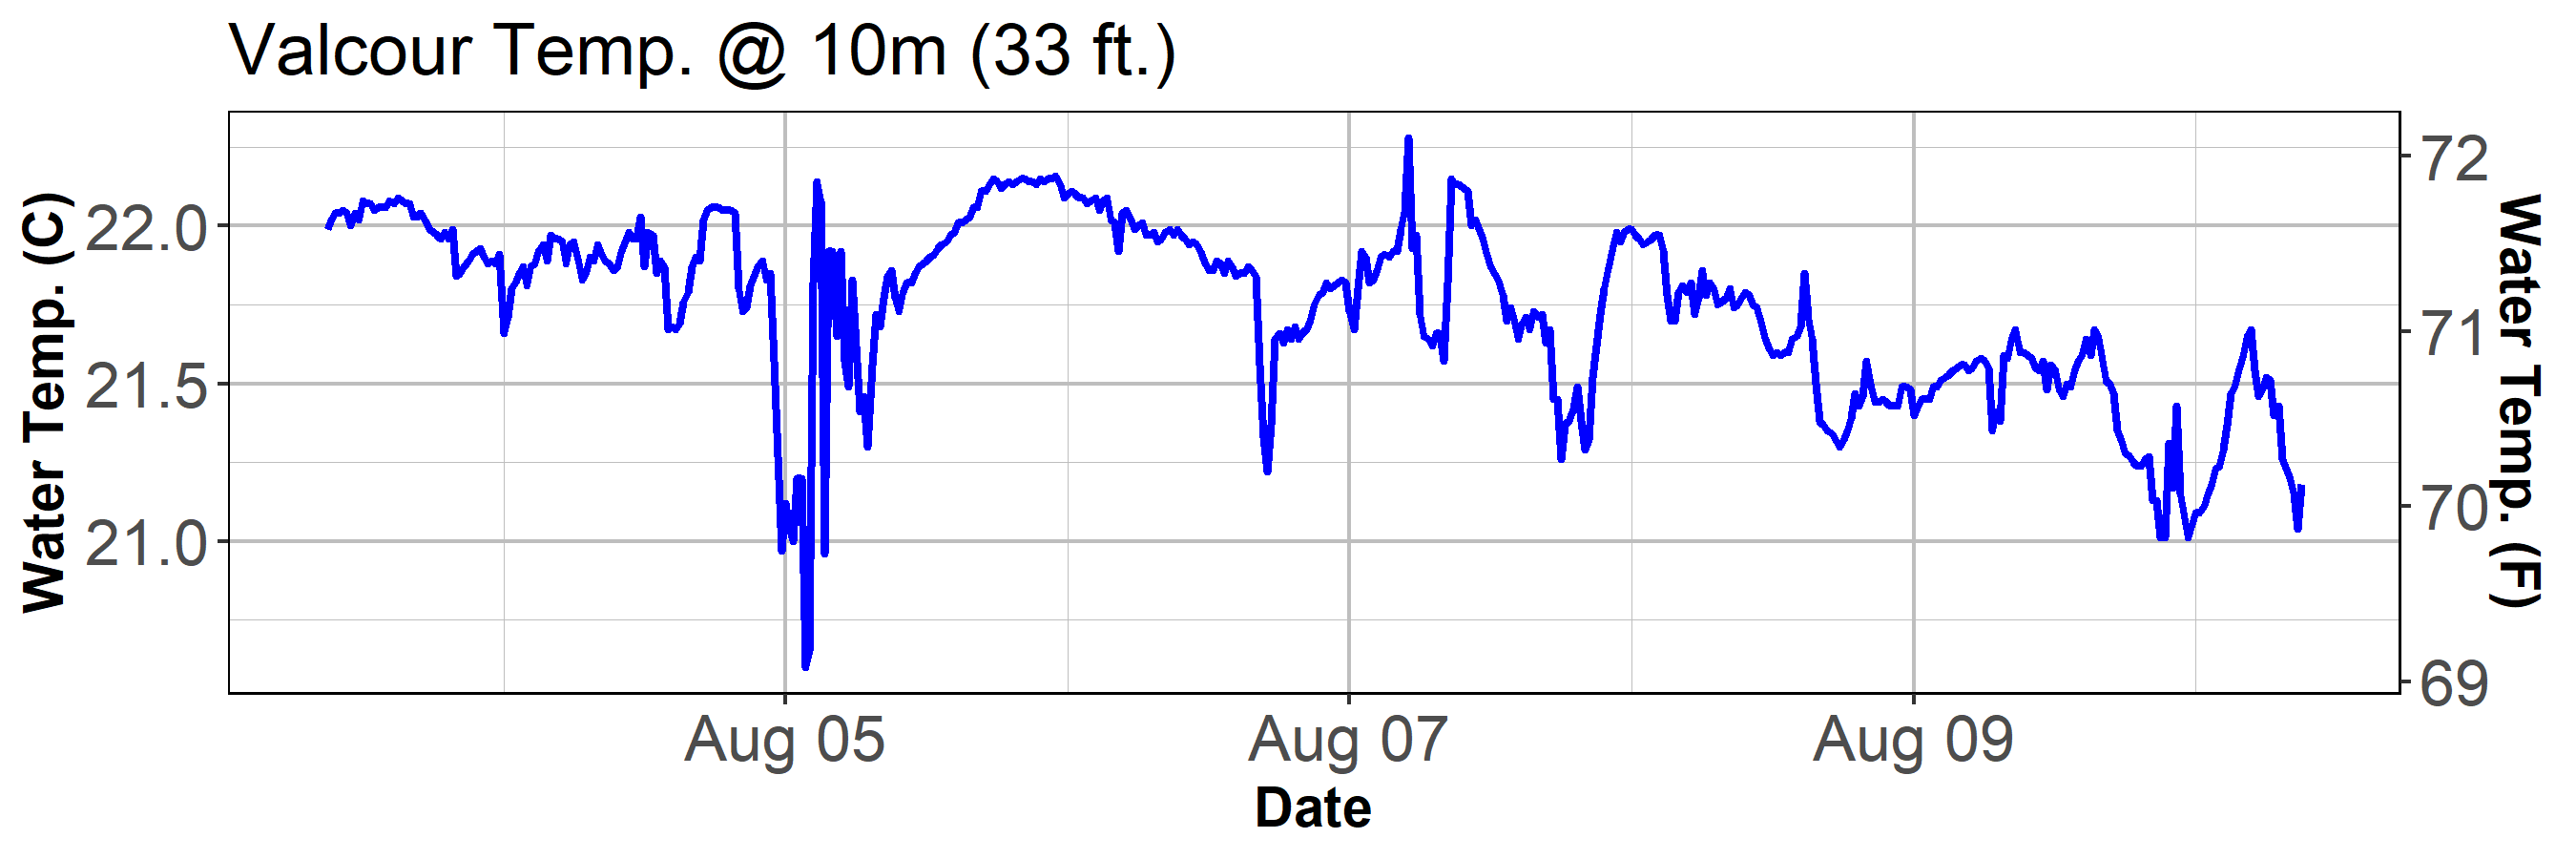 Valcour Temp. @ 10m (33 ft.)
Water Temp. (C)
22.0
21.5
21.0
72
71
70
69
Water Temp. (F)
Aug 05
Aug 07
Aug 09
Date